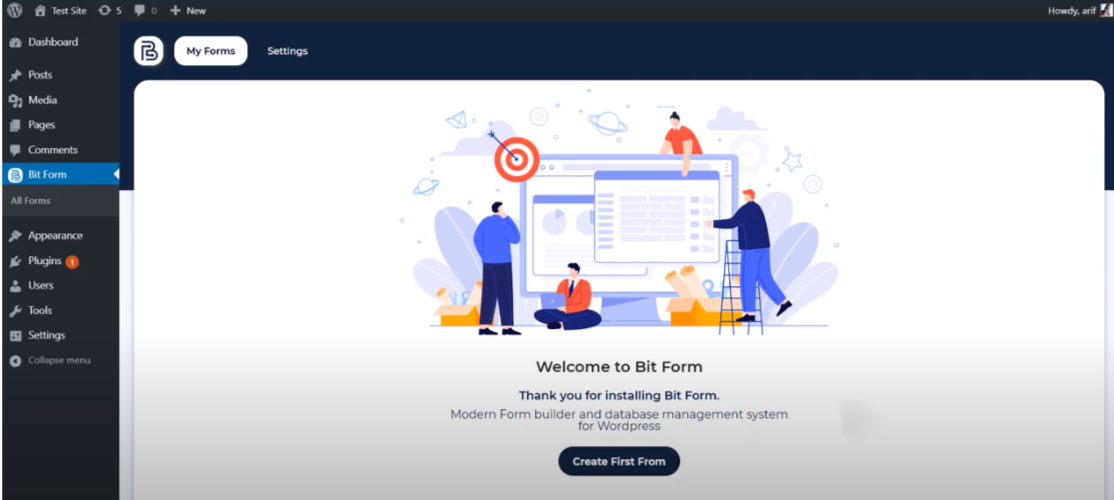 Test Site 5 0 New
Howdy, arif
Dashboard
Posts
Media
Pages
Comments
Bit Form
All Forms
Appearance
Plugins 1
Users
Tools
Settings
Collapse menu
My Forms Settings
Welcome to Bit Form
Thank you for installing Bit Form.
Modern Form builder and database management system
for Wordpress
Create First From